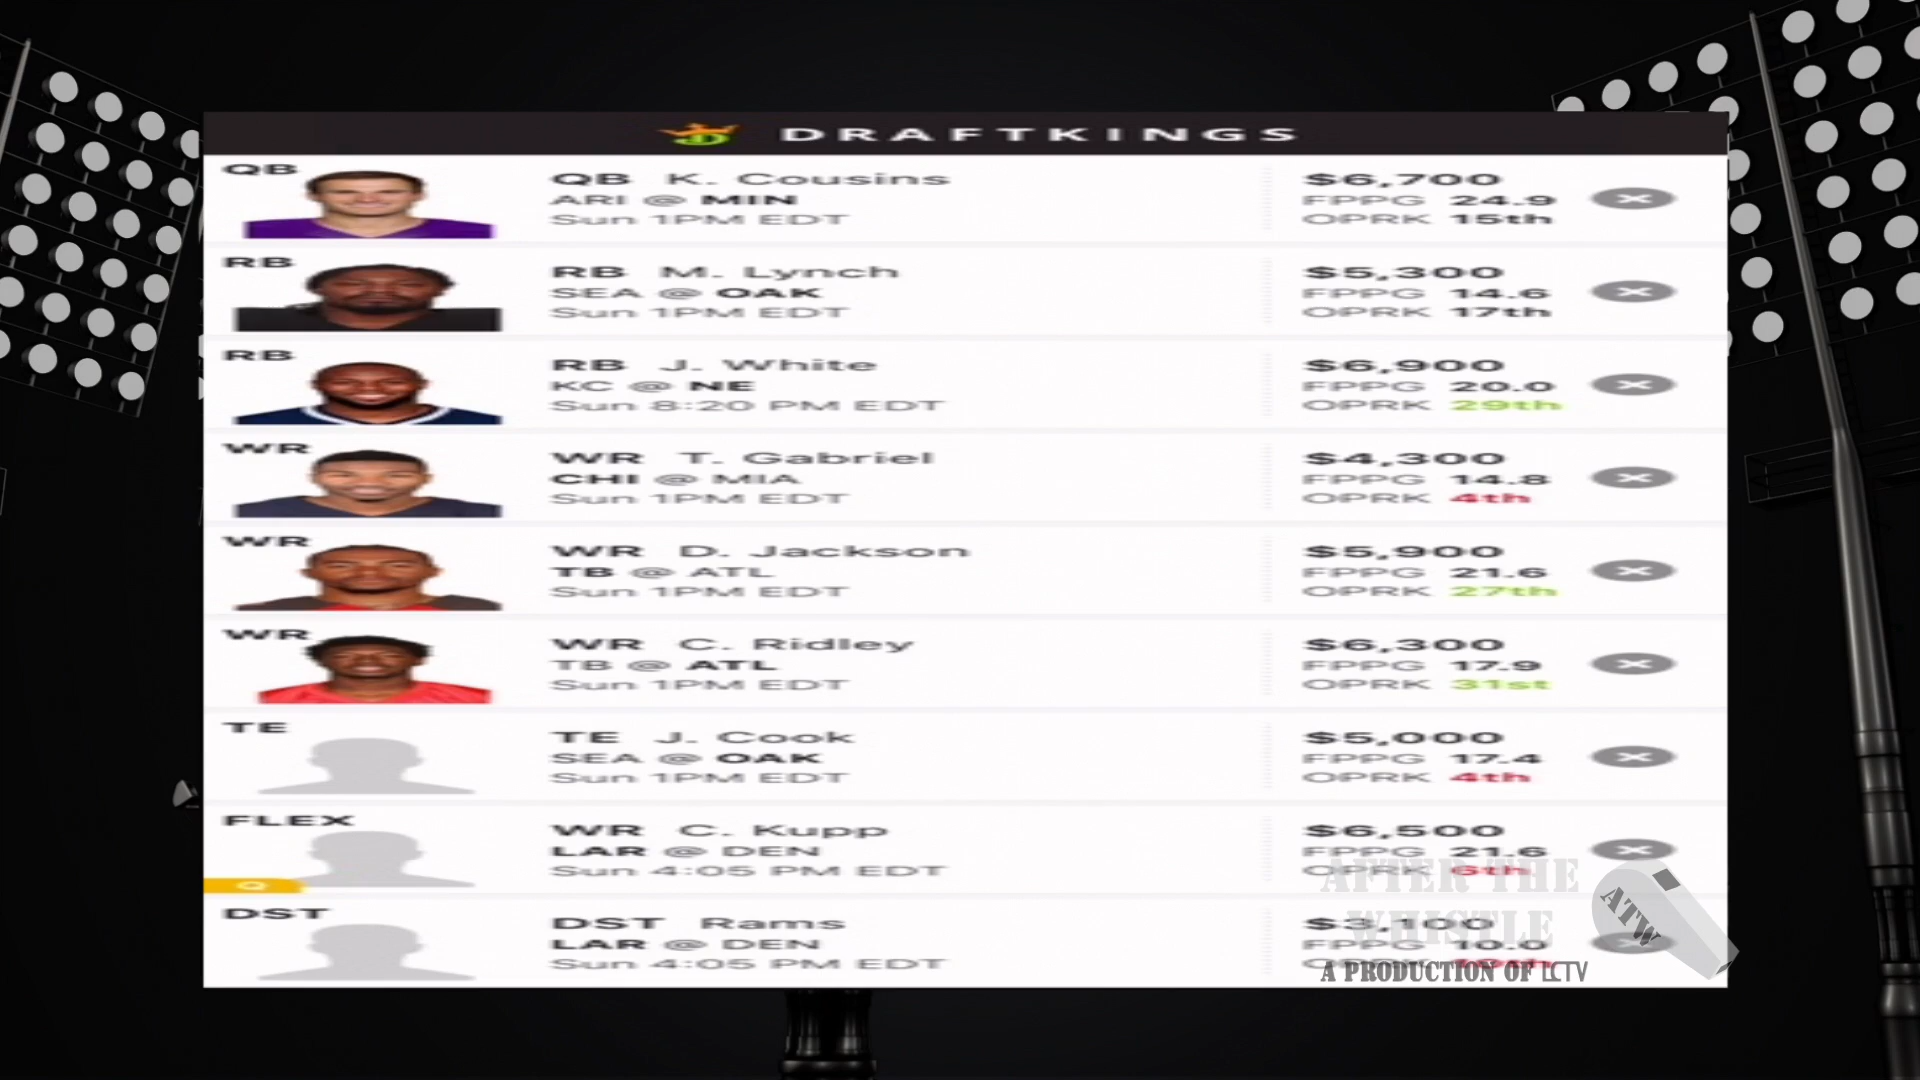 DRAFTKINGS
QB
QB K. Cousins
ARI @ MIN
Sun 1PM EDT
$6,700
FPPG 24.9
OPRK 15th
RB
RB M. Lynch
SEA @ OAK
Sun 1PM EDT
$5,300
FPPG 14.6
OPRK 17th
RB
RB J. White
KC @ NE
Sun 8:20 PM EDT
$6,900
FPPG 20.0
OPRK 29th
WR
WR T. Gabriel
CHI @ MIA
Sun 1PM EDT
$4,300
FPPG 14.8
OPRK 4th
WR
WR D. Jackson
TB @ ATL
Sun 1PM EDT
$5,900
FPPG 21.6
OPRK 27th
WR
WR C. Ridley
TB @ ATL
Sun 1PM EDT
$6,300
FPPG 17.9
OPRK 31st
TE
TE J. Cook
SEA @ OAK
Sun 1PM EDT
$5,000
FPPG 17.4
OPRK 4th
FLEX
Q
WR C. Kupp
LAR @ DEN
Sun 4:05 PM EDT
$6,500
FPPG 21.6
OPRK 6th
DST
DST Rams
LAR @ DEN
Sun 4:05 PM EDT
$3,100
FPPG 10.0
AFTER THE
WHISTLE
ATW
A PRODUCTION OF LCTV